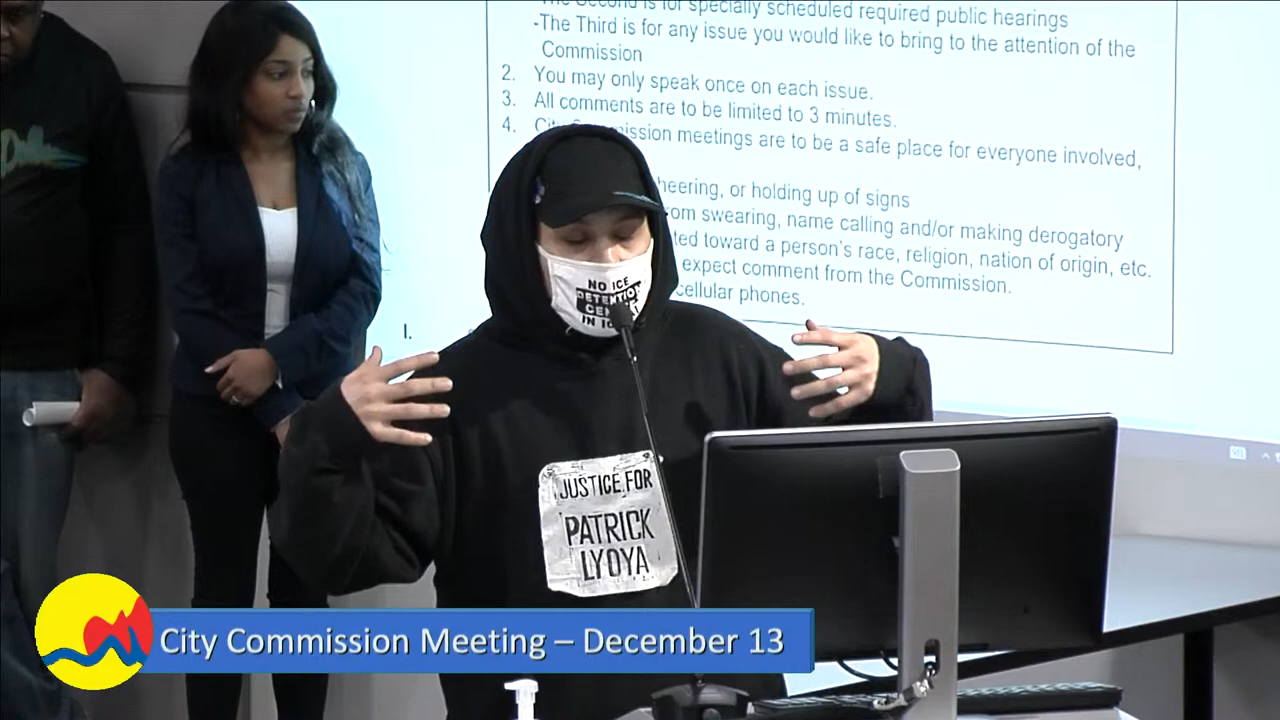 The Second is for specially scheduled required public hearings
-The Third is for any issue you would like to bring to the attention of the
Commission
2. You may only speak once on each issue.
3. All comments are to be limited to 3 minutes.
4. City Commission meetings are to be a safe place for everyone involved,
heering, or holding up of signs
om swearing, name calling and/or making derogatory
ted toward a person's race, religion, nation of origin, etc.
expect comment from the Commission.
cellular phones.
I.
NO ICE
DETENTION
IN
JUSTICE FOR
PATRICK
LYOYA
City Commission Meeting – December 13